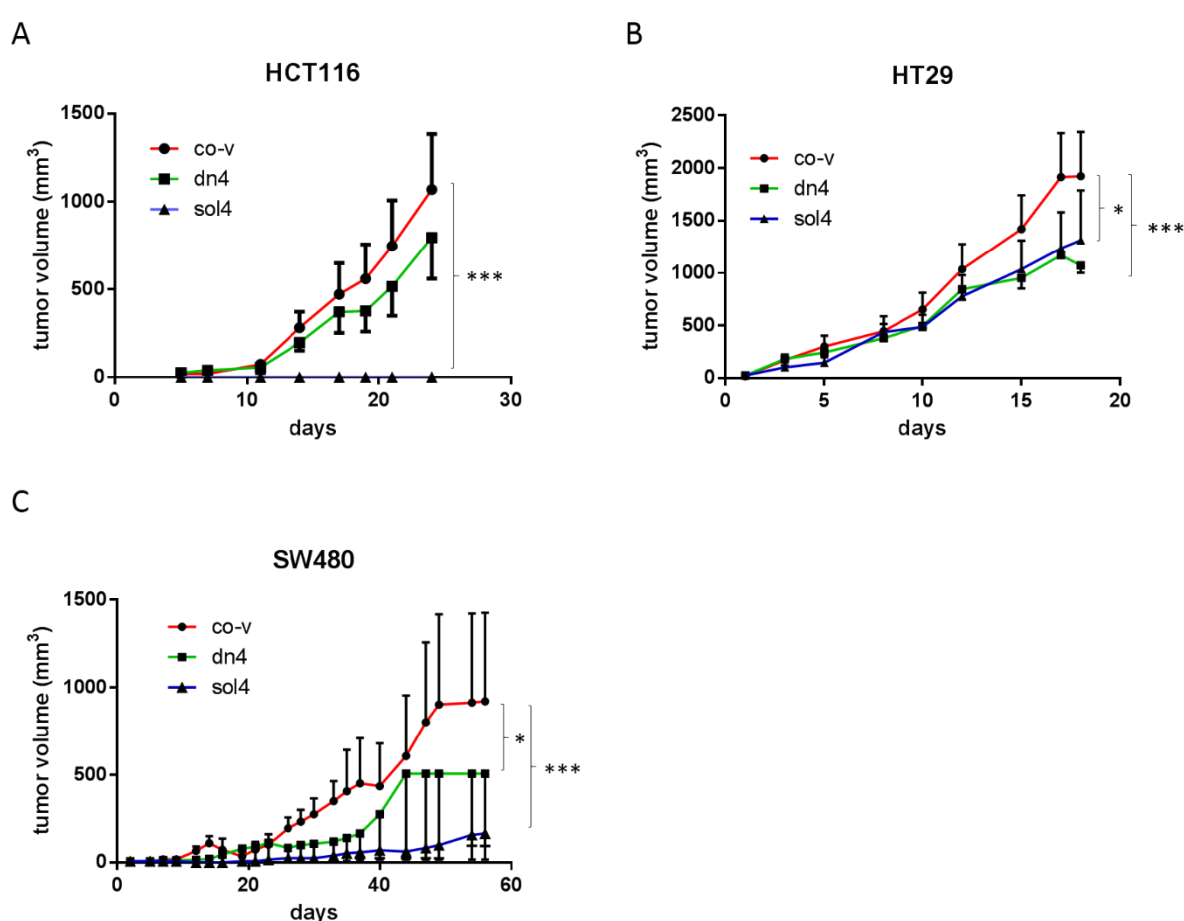 A
HCT116
tumor volume (mm³)
1500
1000
500
0
co-v
dn4
sol4
***
0 10 20 30
days
B
HT29
tumor volume (mm³)
2500
2000
1500
1000
500
0
co-v
dn4
sol4
*
***
0 5 10 15 20
days
C
SW480
tumor volume (mm³)
1500
1000
500
0
co-v
dn4
sol4
*
***
0 20 40 60
days